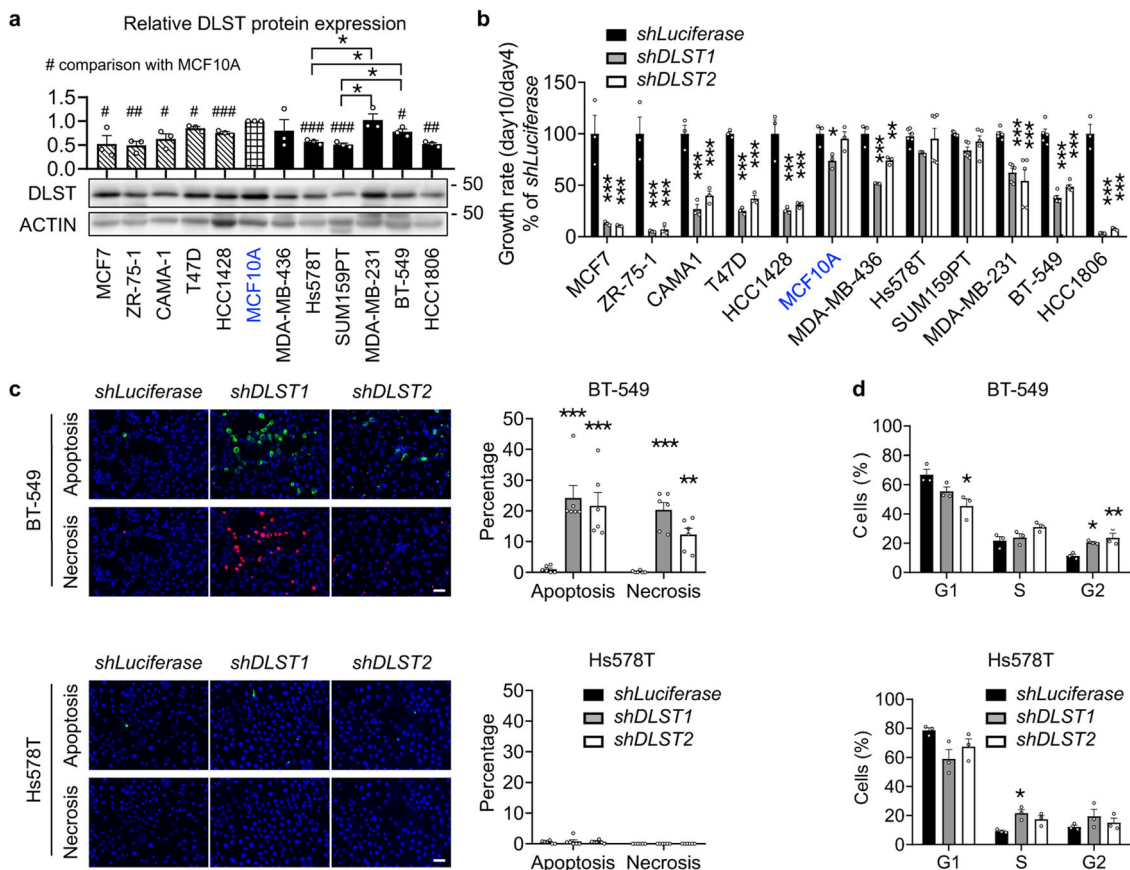 a
Relative DLST protein expression
# comparison with MCF10A
* * * *
# ## # # ### ### ### # ##
1.0
0.5
0.0
DLST
ACTIN
- 50
- 50
MCF7
ZR-75-1
CAMA-1
T47D
HCC1428
MCF10A
MDA-MB-436
Hs578T
SUM159PT
MDA-MB-231
BT-549
HCC1806
b
shLuciferase
shDLST1
shDLST2
Growth rate (day10/day4)
% of shLuciferase
150
100
50
0
*** *** *** *** *** *** *** *** *** *** * *** ** *** *** *** *** *** ***
MCF7
ZR-75-1
CAMA1
T47D
HCC1428
MCF10A
MDA-MB-436
Hs578T
SUM159PT
MDA-MB-231
BT-549
HCC1806
c
shLuciferase shDLST1 shDLST2
BT-549
Apoptosis
Necrosis
BT-549
Percentage
50
40
30
20
10
0
*** *** *** **
Apoptosis Necrosis
d
BT-549
Cells (%)
100
80
60
40
20
0
* * **
G1 S G2
shLuciferase shDLST1 shDLST2
Hs578T
Apoptosis
Necrosis
Hs578T
shLuciferase
shDLST1
shDLST2
Percentage
50
40
30
20
10
0
Apoptosis Necrosis
Hs578T
shLuciferase
shDLST1
shDLST2
Cells (%)
100
80
60
40
20
0
*
G1 S G2